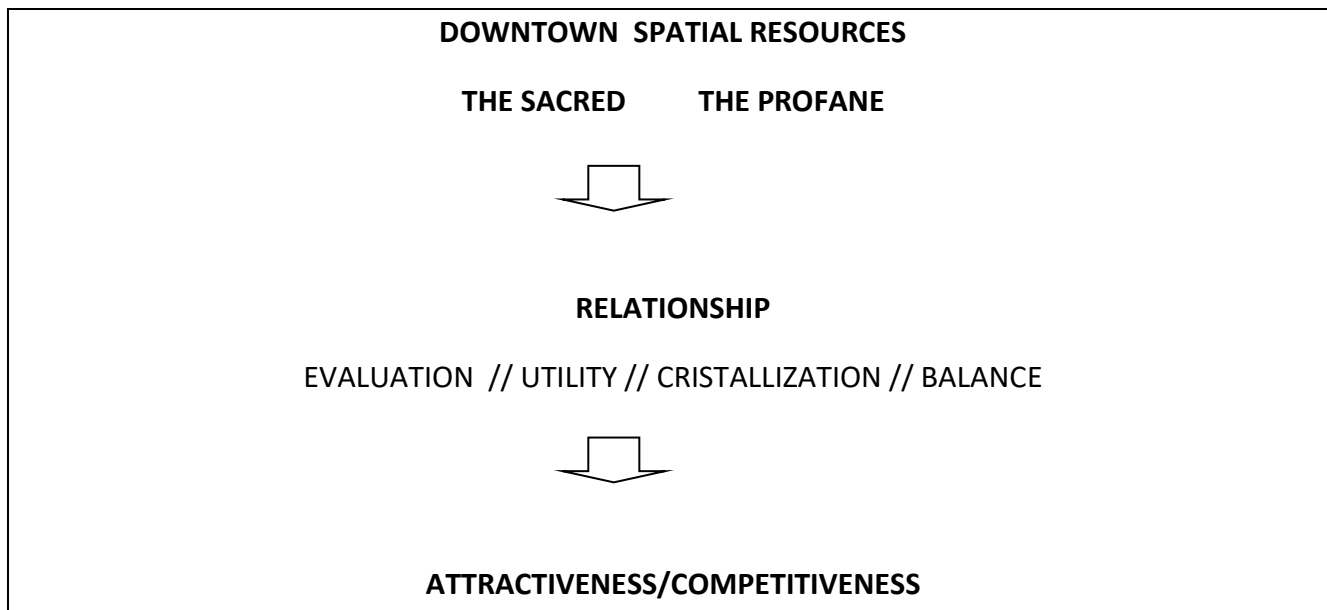 DOWNTOWN SPATIAL RESOURCES
THE SACRED THE PROFANE
RELATIONSHIP
EVALUATION // UTILITY // CRISTALLIZATION // BALANCE
ATTRACTIVENESS/COMPETITIVENESS